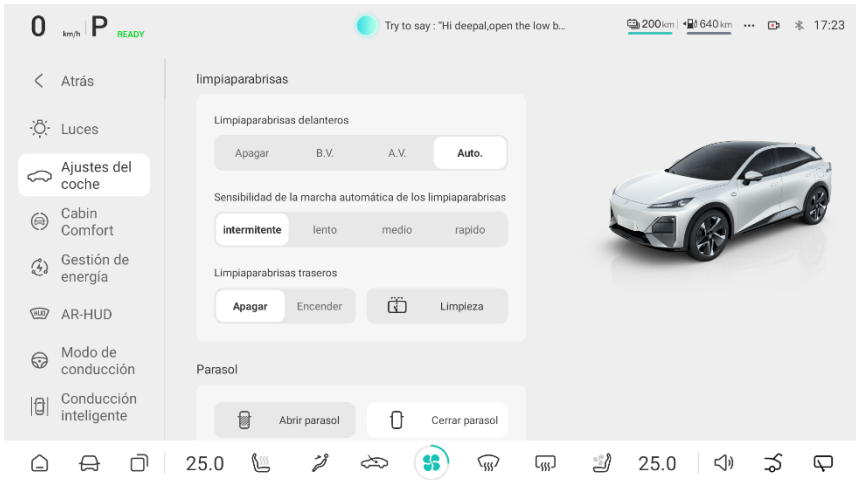 0 km/h P READY
Try to say : "Hi deepal,open the low b...
200km 640km ... 17:23
Atrás
Luces
Ajustes del
coche
Cabin
Comfort
Gestión de
energía
HUD AR-HUD
Modo de
conducción
Conducción
inteligente
limpiaparabrisas
Limpiaparabrisas delanteros
Apagar B.V. A.V. Auto.
Sensibilidad de la marcha automática de los limpiaparabrisas
intermitente lento medio rapido
Limpiaparabrisas traseros
Apagar Encender Limpieza
Parasol
Abrir parasol Cerrar parasol
25.0 25.0